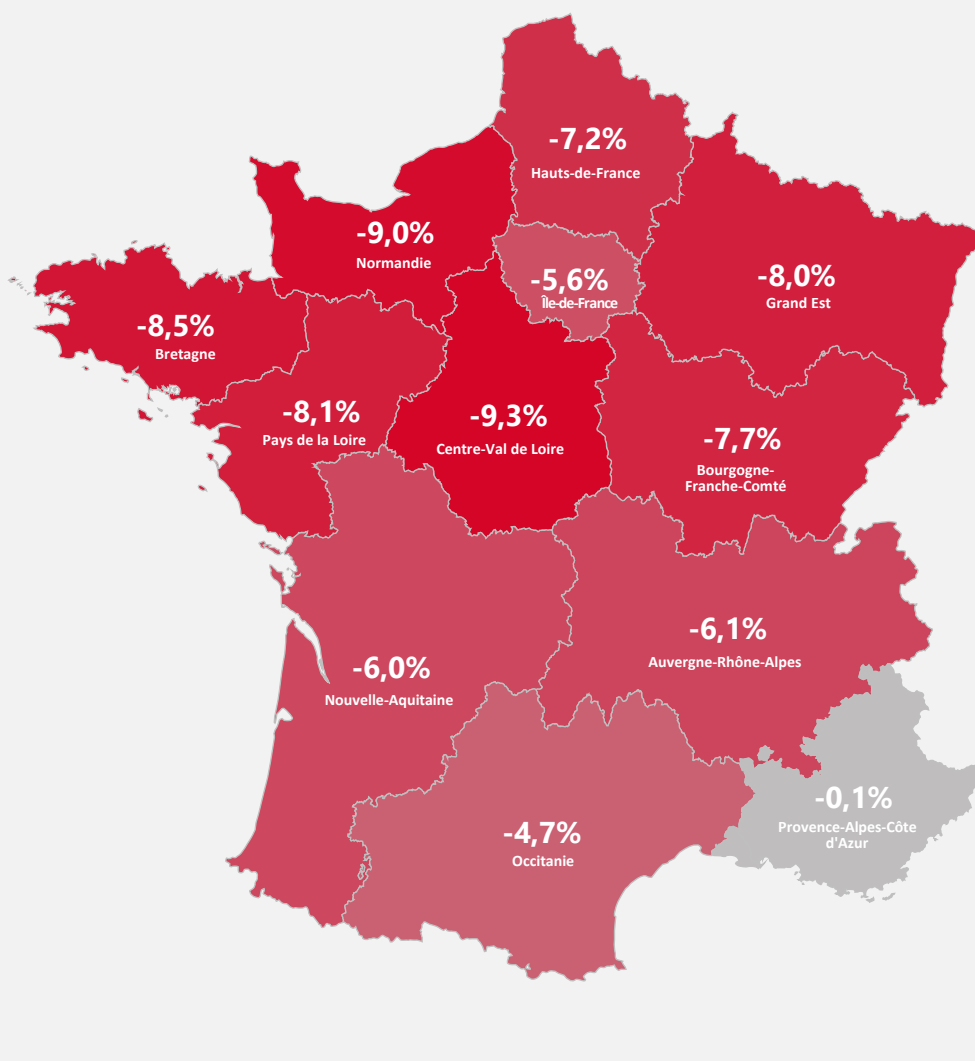 -7,2%
Hauts-de-France
-9,0%
Normandie
-5,6%
Île-de-France
-8,0%
Grand Est
-8,5%
Bretagne
-8,1%
Pays de la Loire
-9,3%
Centre-Val de Loire
-7,7%
Bourgogne-
Franche-Comté
-6,0%
Nouvelle-Aquitaine
-6,1%
Auvergne-Rhône-Alpes
-4,7%
Occitanie
-0,1%
Provence-Alpes-Côte
d'Azur